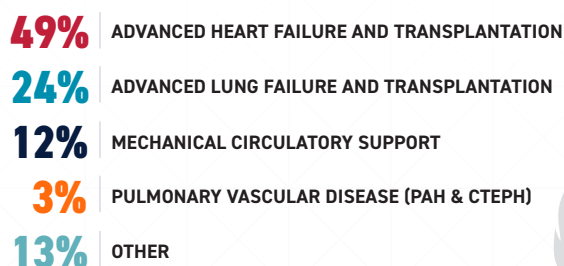 49% ADVANCED HEART FAILURE AND TRANSPLANTATION
24% ADVANCED LUNG FAILURE AND TRANSPLANTATION
12% MECHANICAL CIRCULATORY SUPPORT
3% PULMONARY VASCULAR DISEASE (PAH & CTEPH)
13% OTHER